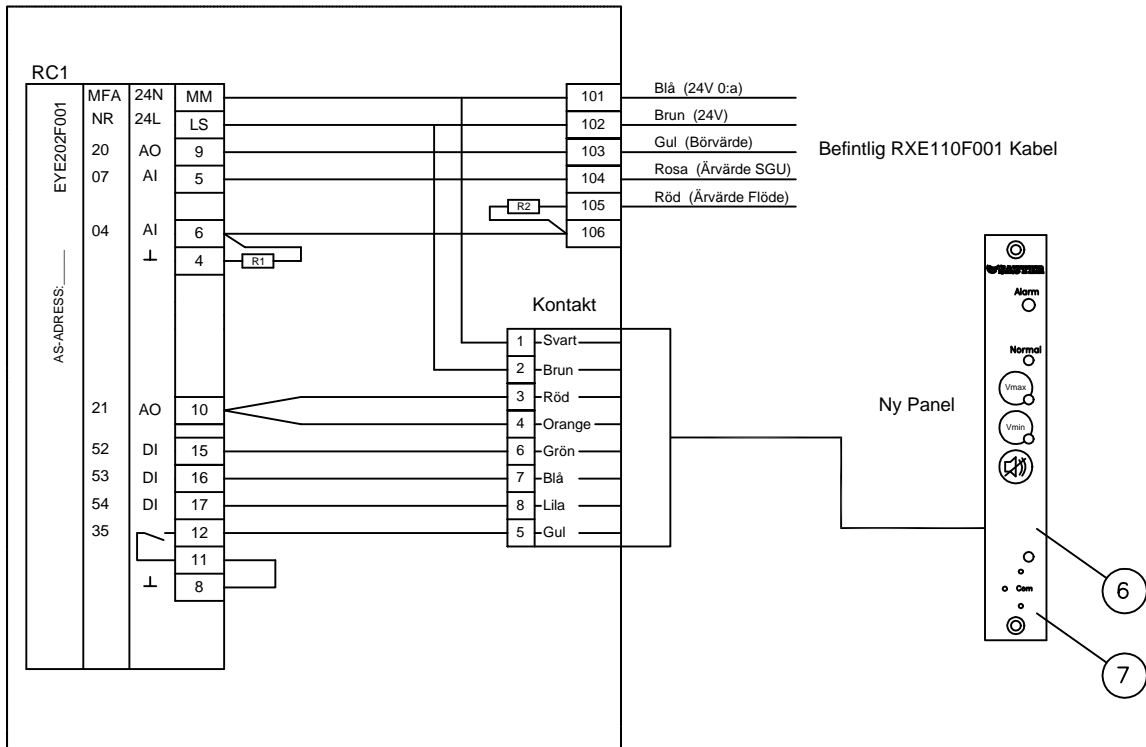 RC1
EYE202F001
AS-ADRESS:_____
MFA 24N MM
NR 24L LS
20 AO 9
07 AI 5
04 AI 6
⊥ 4
R1
21 AO 10
52 DI 15
53 DI 16
54 DI 17
35 12
11
⊥ 8
101 Blå (24V 0:a)
102 Brun (24V)
103 Gul (Börvärde)
104 Rosa (Ärvärde SGU)
105 Röd (Ärvärde Flöde)
106
R2
Befintlig RXE110F001 Kabel
Kontakt
1 Svart
2 Brun
3 Röd
4 Orange
6 Grön
7 Blå
8 Lila
5 Gul
Ny Panel
SAUTER
Alarm
Normal
Vmax
Vmin
Com
6
7